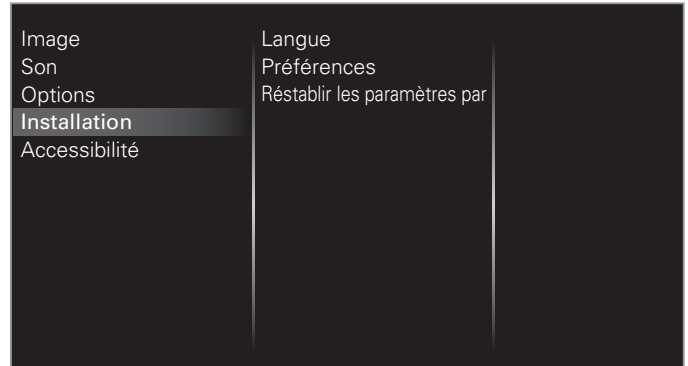 Image
Son
Options
Installation
Accessibilité
Langue
Préférences
Réstablir les paramètres par